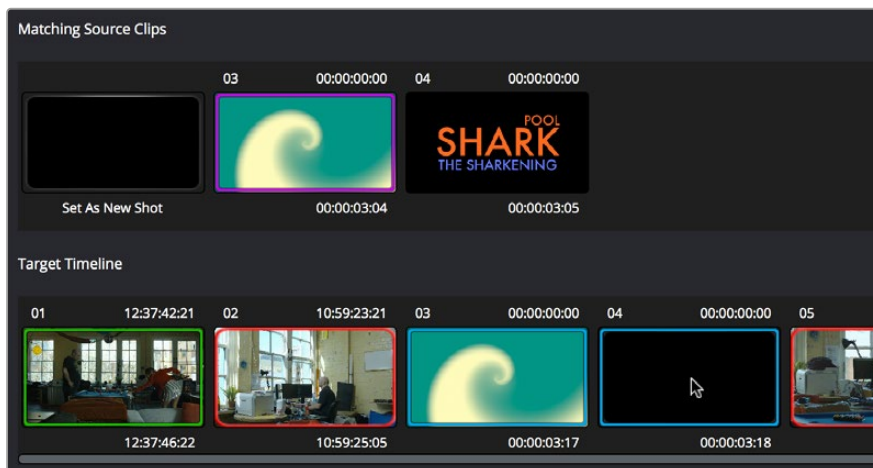 Matching Source Clips
03 00:00:00:00 04 00:00:00:00
POOL
SHARK
THE SHARKENING
Set As New Shot 00:00:03:04 00:00:03:05
Target Timeline
01 12:37:42:21 02 10:59:23:21 03 00:00:00:00 04 00:00:00:00 05
12:37:46:22 10:59:25:05 00:00:03:17 00:00:03:18